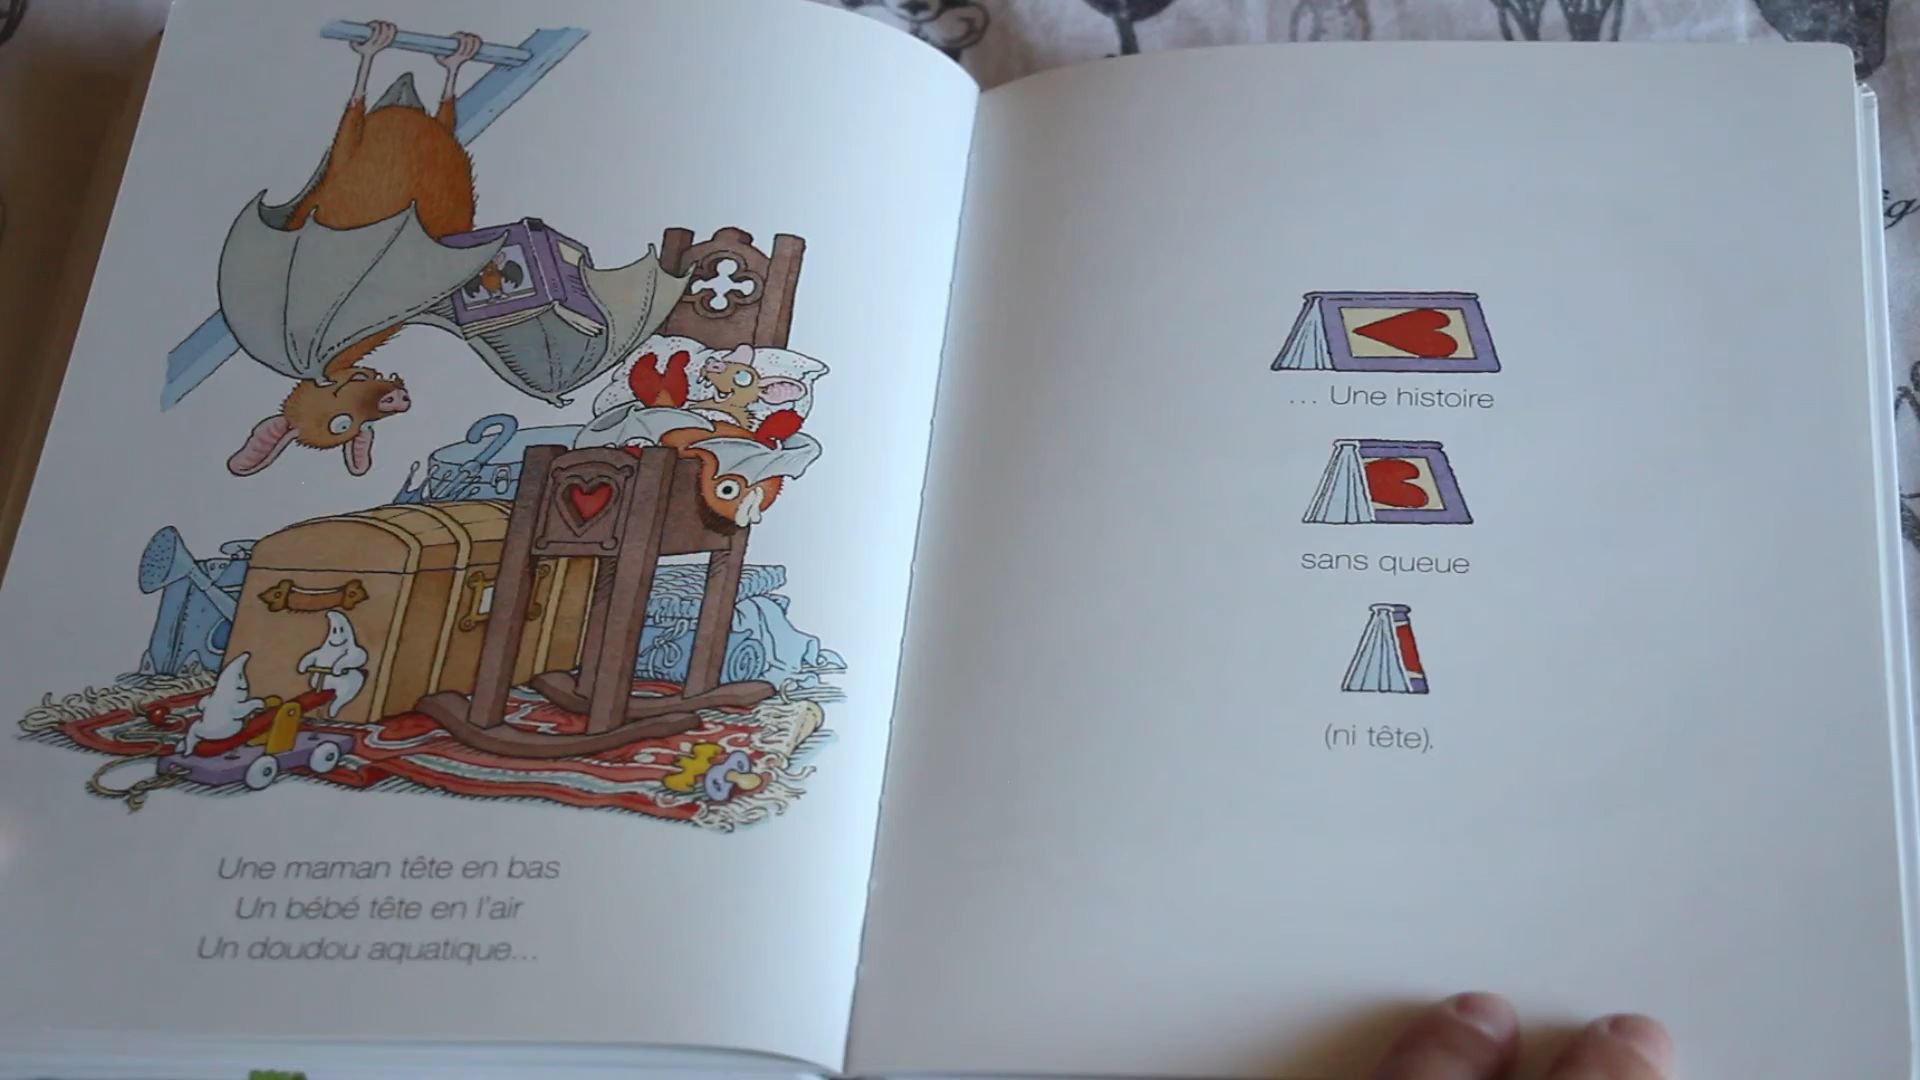 Une maman tête en bas
Un bébé tête en l'air
Un doudou aquatique...
... Une histoire
sans queue
(ni tête).